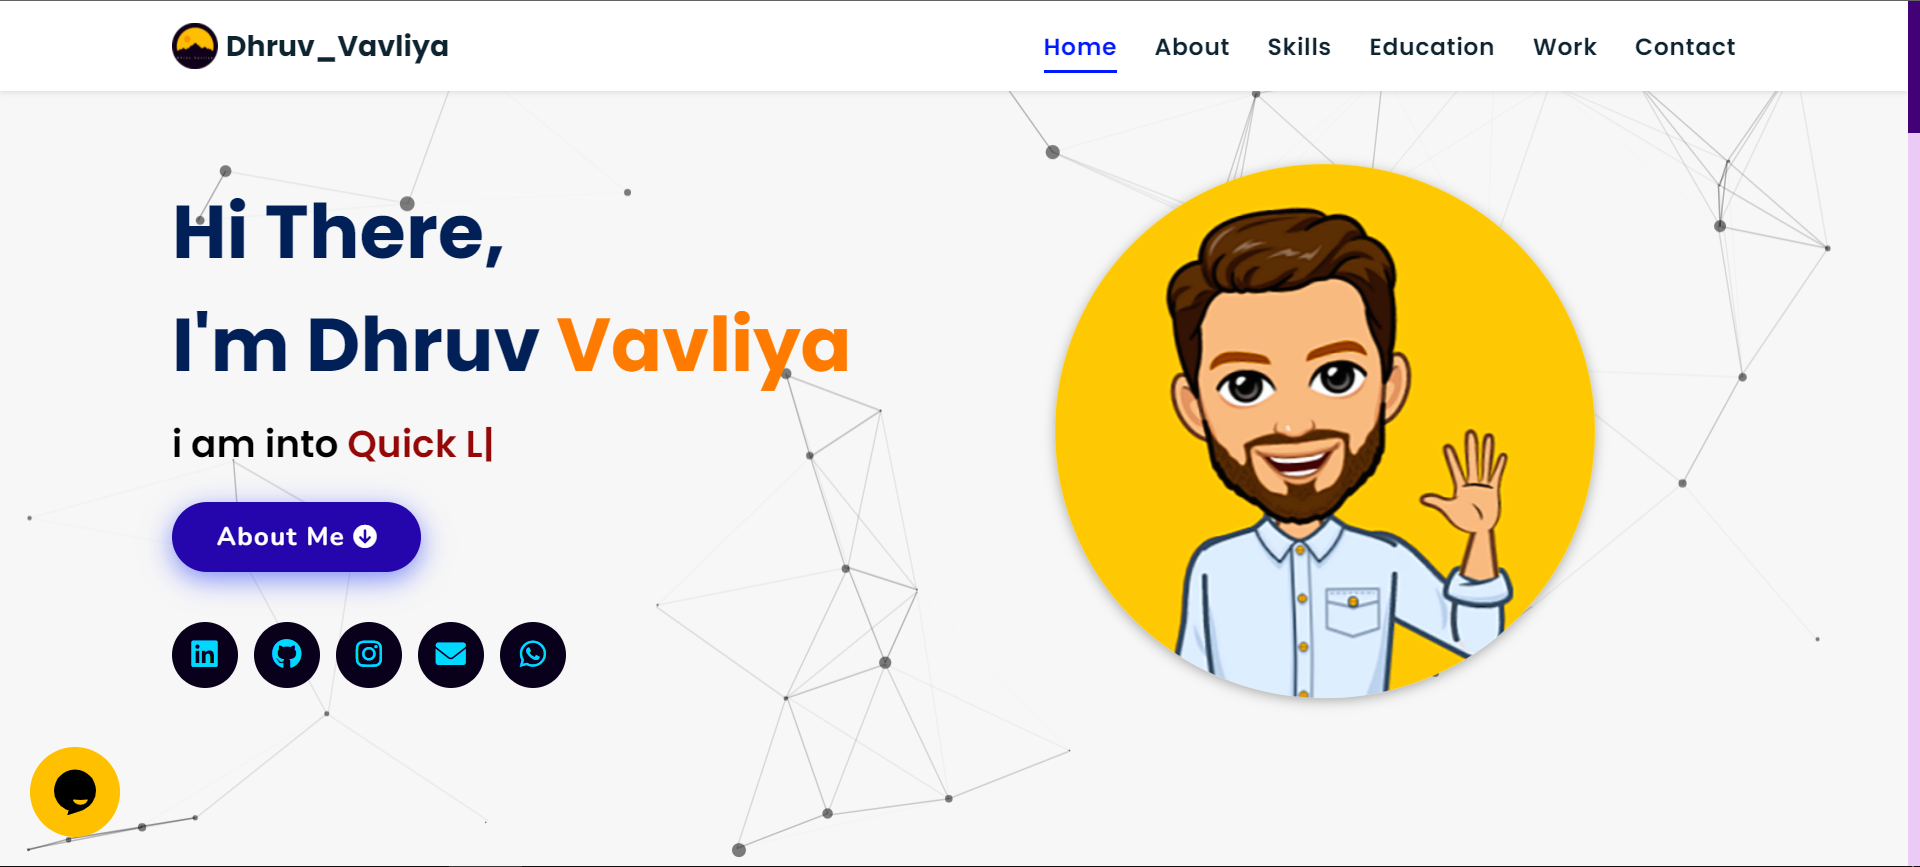 Dhruv_Vavliya
Home About Skills Education Work Contact
Hi There,
I'm Dhruv Vavliya
i am into Quick L|
About Me